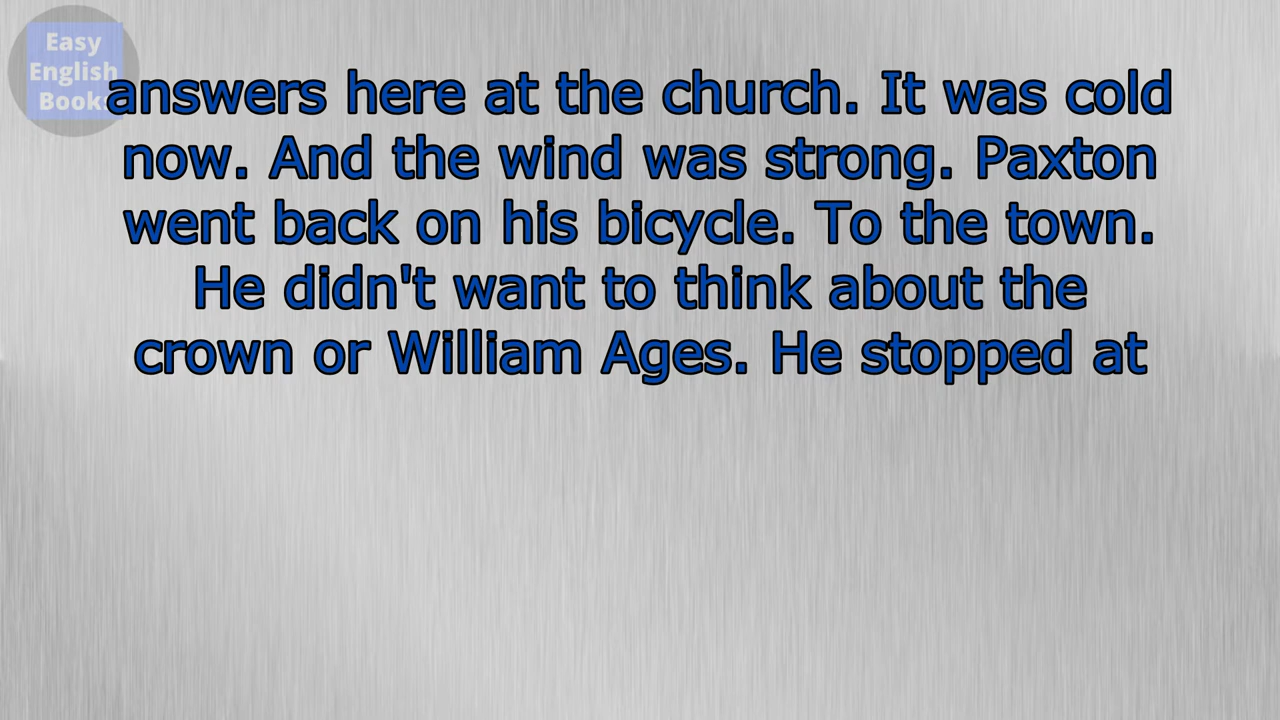 Easy
English
Books
answers here at the church. It was cold
now. And the wind was strong. Paxton
went back on his bicycle. To the town.
He didn't want to think about the
crown or William Ages. He stopped at